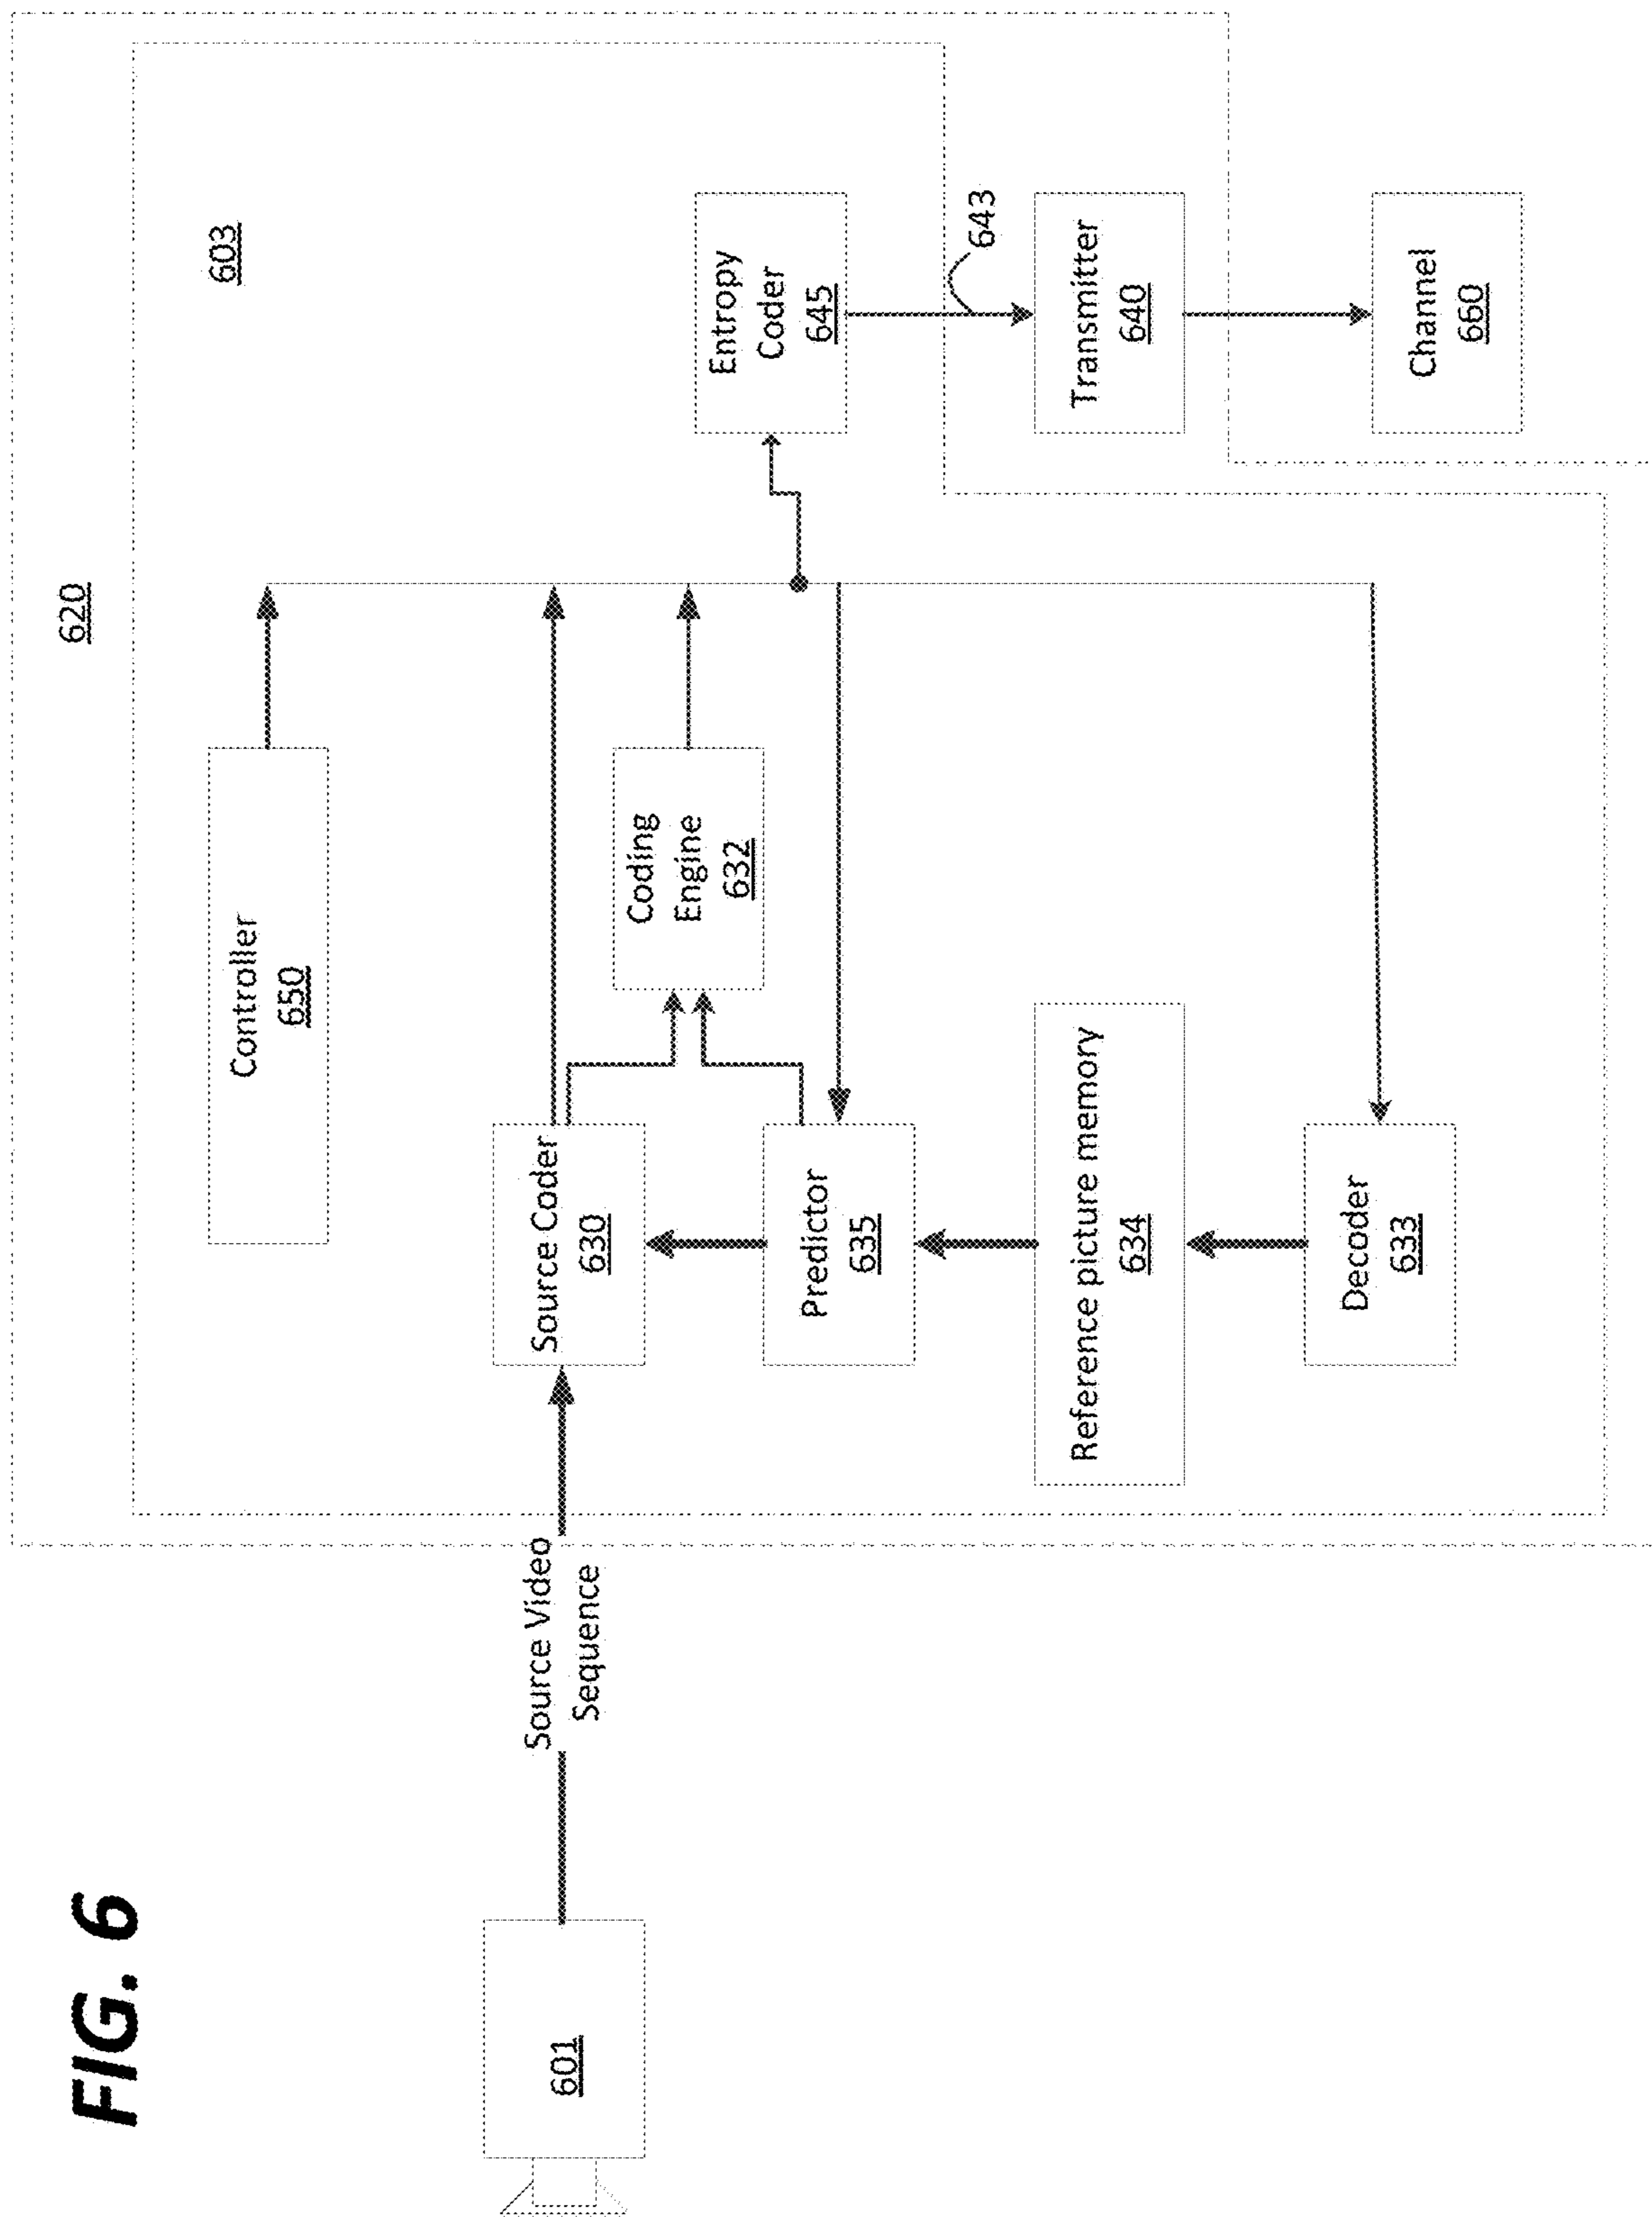 FIG. 6
620
603
Controller
650
601
Source Video
Sequence
Source Coder
630
Coding
Engine
632
Entropy
Coder
645
Predictor
635
643
Reference picture memory
634
Transmitter
640
Decoder
633
Channel
660